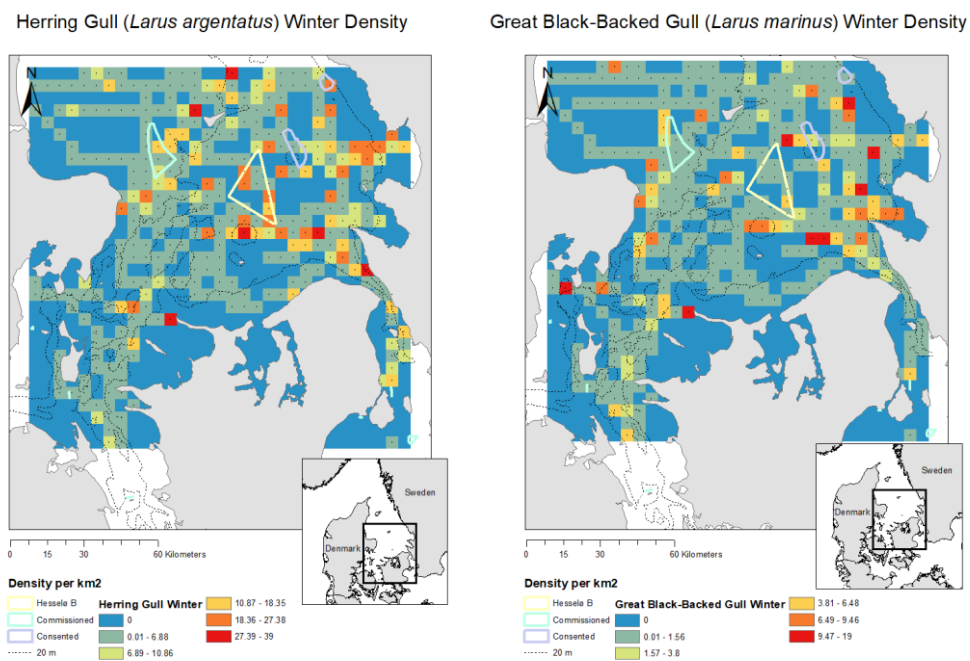 Herring Gull (Larus argentatus) Winter Density
N
Sweden
Denmark
0 15 30 60 Kilometers
Density per km2
Hesselø B
Commissioned
Consented
20 m
Herring Gull Winter
0
0.01 - 6.88
6.89 - 10.86
10.87 - 18.35
18.36 - 27.38
27.39 - 39
Great Black-Backed Gull (Larus marinus) Winter Density
N
Sweden
Denmark
0 15 30 60 Kilometers
Density per km2
Hesselø B
Commissioned
Consented
20 m
Great Black-Backed Gull Winter
0
0.01 - 1.56
1.57 - 3.8
3.81 - 6.48
6.49 - 9.46
9.47 - 19